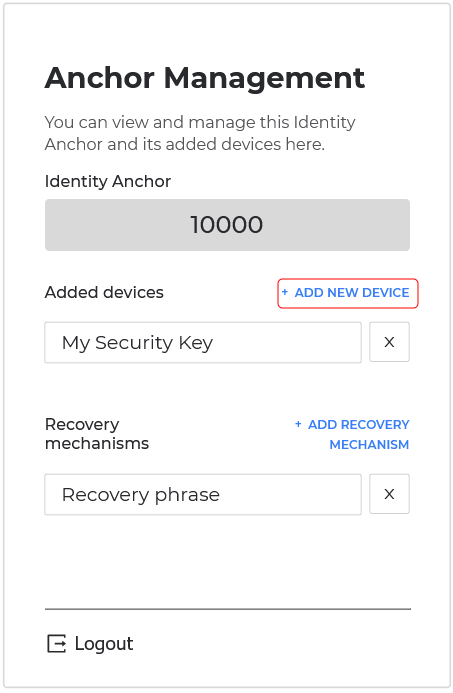 Anchor Management
You can view and manage this Identity
Anchor and its added devices here.
Identity Anchor
10000
Added devices
+ ADD NEW DEVICE
My Security Key
X
Recovery
mechanisms
+ ADD RECOVERY
MECHANISM
Recovery phrase
X
Logout